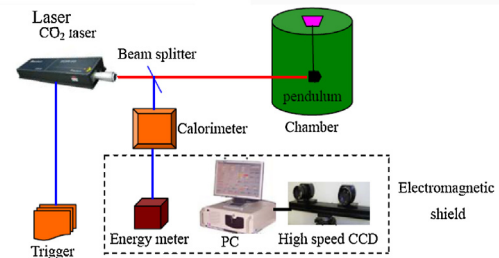 Laser
CO₂ laser
Beam splitter
pendulum
Chamber
Calorimeter
Electromagnetic
shield
Trigger
Energy meter
PC
High speed CCD